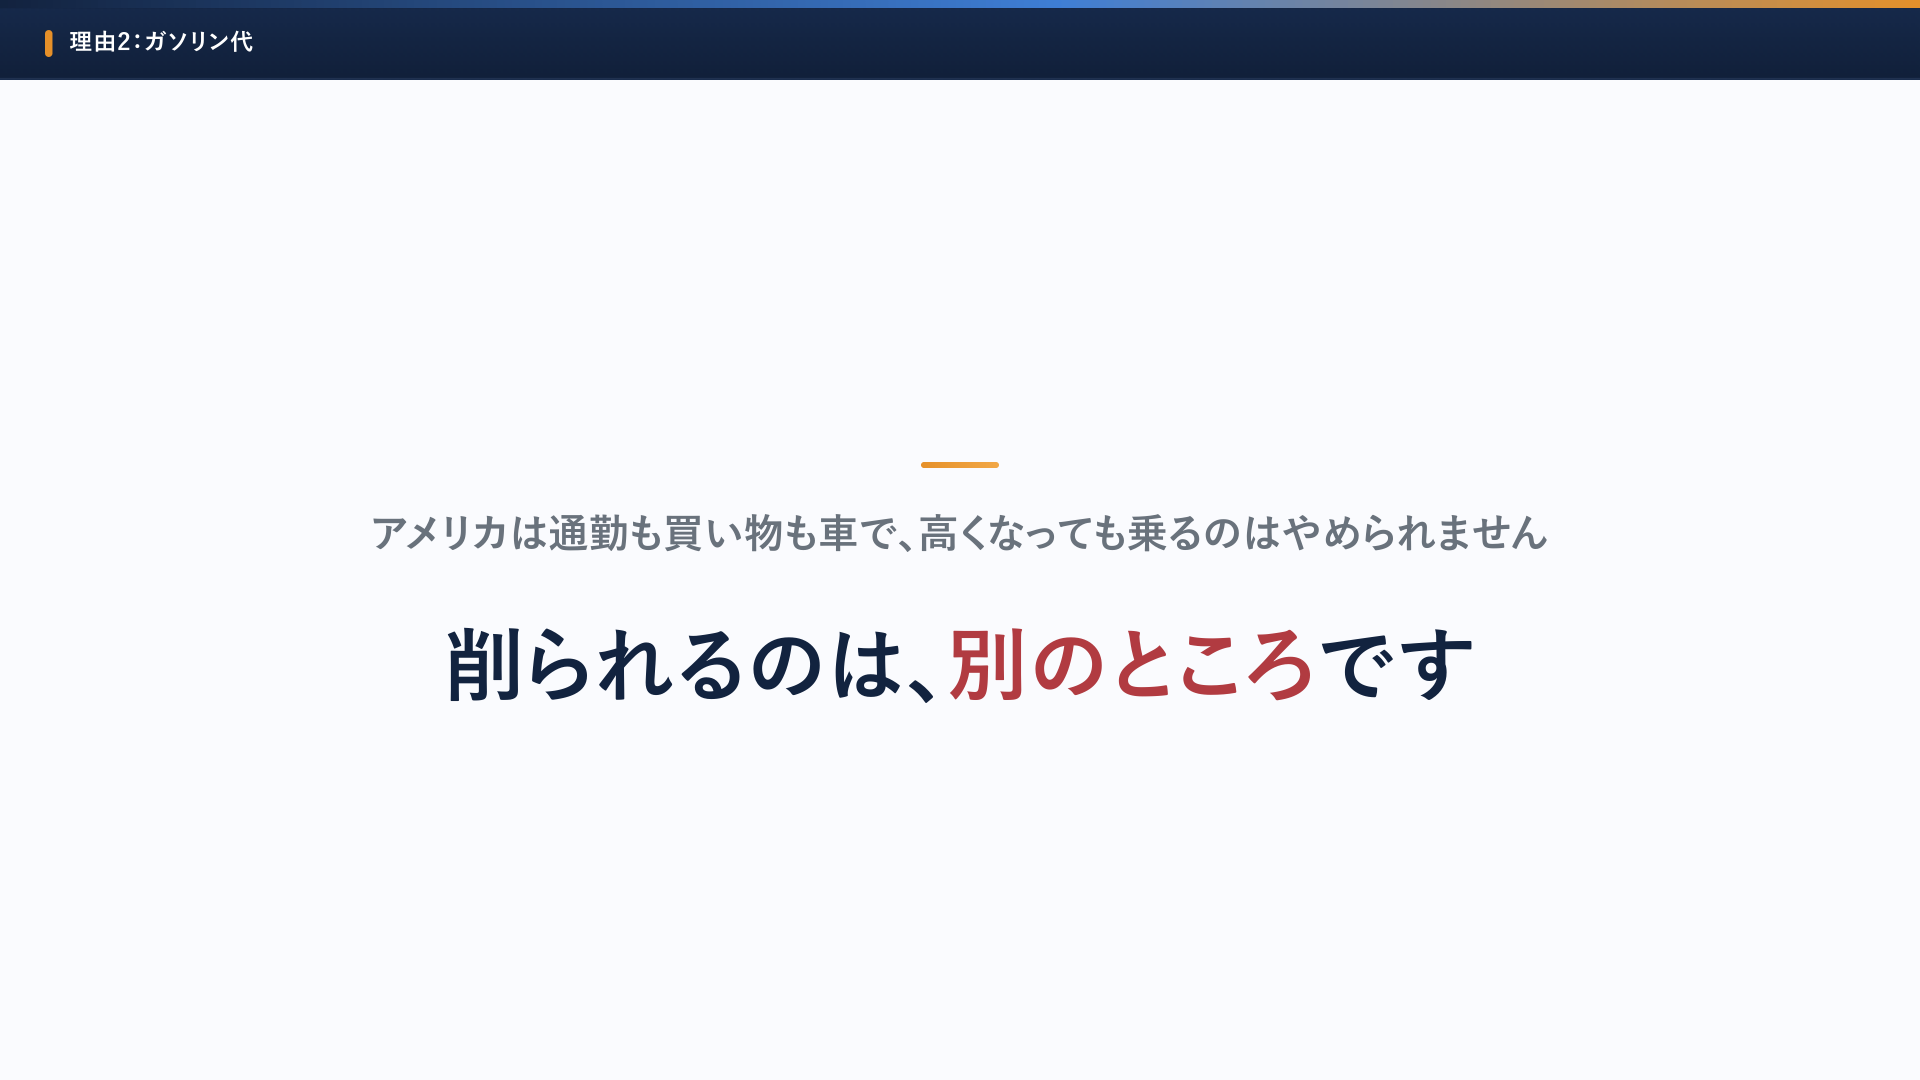 理由2：ガソリン代
アメリカは通勤も買い物も車で、高くなっても乗るのはやめられません
削られるのは、別のところです